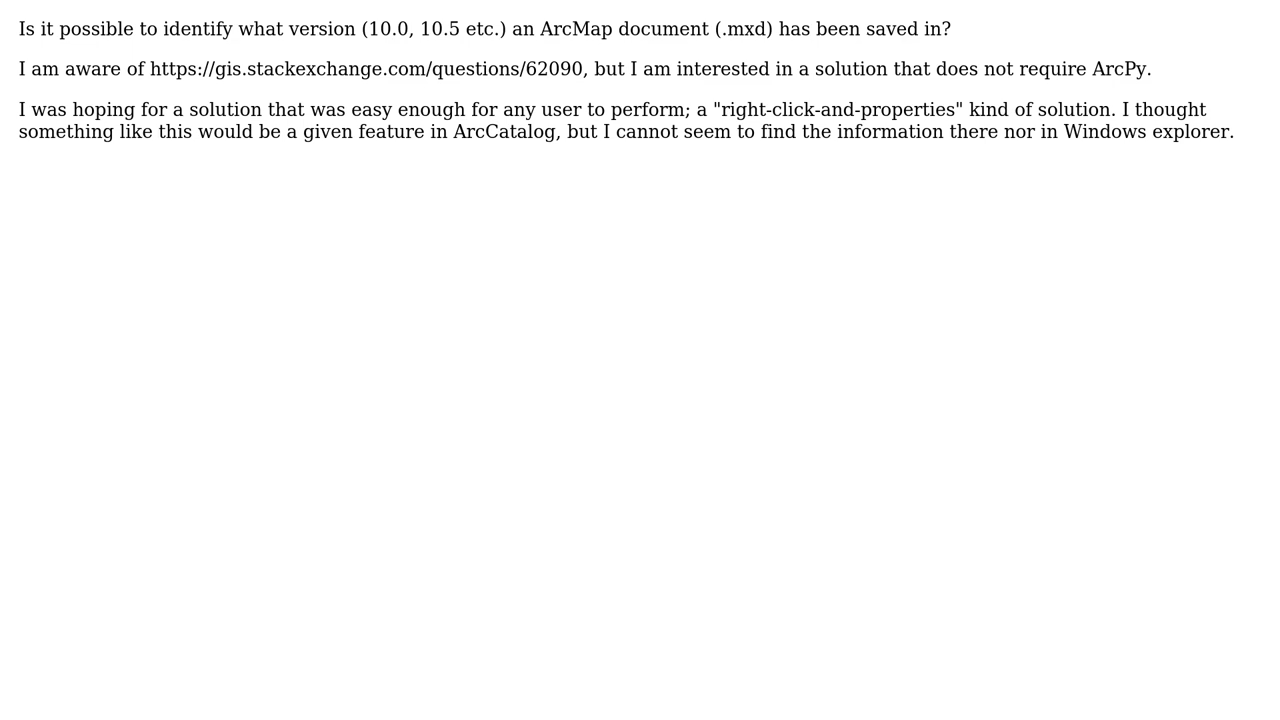 Is it possible to identify what version (10.0, 10.5 etc.) an ArcMap document (.mxd) has been saved in?
I am aware of https://gis.stackexchange.com/questions/62090, but I am interested in a solution that does not require ArcPy.
I was hoping for a solution that was easy enough for any user to perform; a "right-click-and-properties" kind of solution. I thought
something like this would be a given feature in ArcCatalog, but I cannot seem to find the information there nor in Windows explorer.